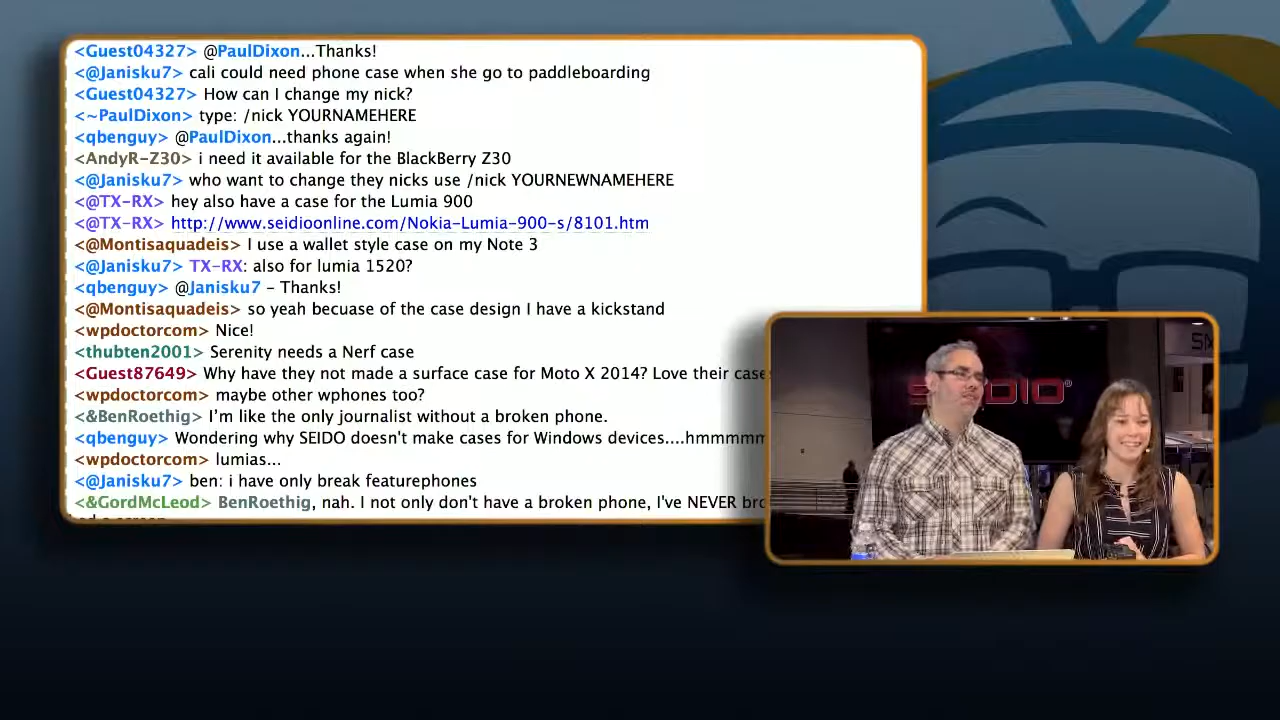 <Guest04327> @PaulDixon...Thanks!
<@Janisku7> cali could need phone case when she go to paddleboarding
<Guest04327> How can I change my nick?
<~PaulDixon> type: /nick YOURNAMEHERE
<qbenguy> @PaulDixon...thanks again!
<AndyR-Z30> i need it available for the BlackBerry Z30
<@Janisku7> who want to change they nicks use /nick YOURNEWNAMEHERE
<@TX-RX> hey also have a case for the Lumia 900
<@TX-RX> http://www.seidioonline.com/Nokia-Lumia-900-s/8101.htm
<@Montisaquadeis> I use a wallet style case on my Note 3
<@Janisku7> TX-RX: also for lumia 1520?
<qbenguy> @Janisku7 - Thanks!
<@Montisaquadeis> so yeah becuase of the case design I have a kickstand
<wpdoctorcom> Nice!
<thubten2001> Serenity needs a Nerf case
<Guest87649> Why have they not made a surface case for Moto X 2014? Love their case
<wpdoctorcom> maybe other wphones too?
<&BenRoethig> I'm like the only journalist without a broken phone.
<qbenguy> Wondering why SEIDO doesn't make cases for Windows devices....hmmmmm
<wpdoctorcom> lumias...
<@Janisku7> ben: i have only break featurephones
<&GordMcLeod> BenRoethig, nah. I not only don't have a broken phone, I've NEVER bro